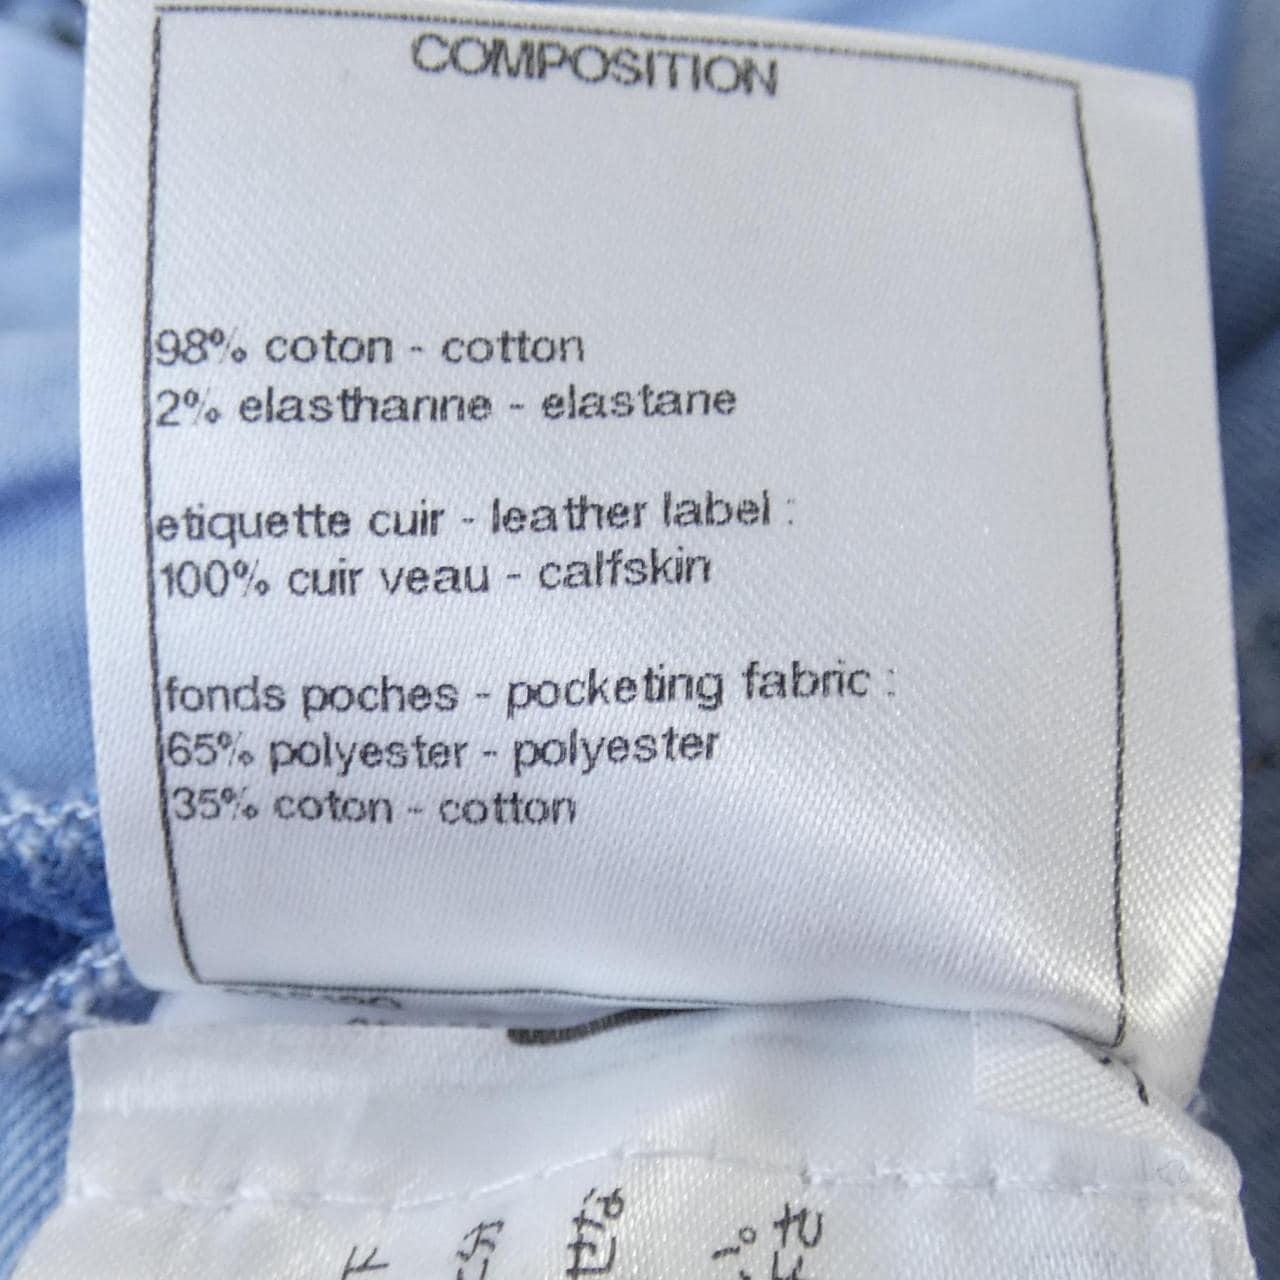 COMPOSITION
98% coton - cotton
2% elasthanne - elastane
etiquette cuir - leather label :
100% cuir veau - calfskin
fonds poches - pocketing fabric :
65% polyester - polyester
35% coton - cotton